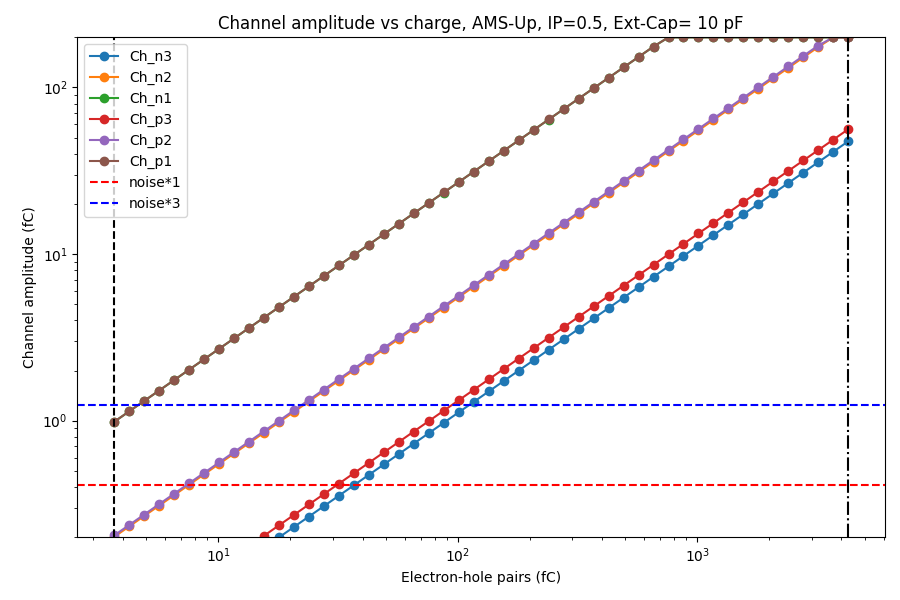 Channel amplitude vs charge, AMS-Up, IP=0.5, Ext-Cap= 10 pF
Channel amplitude (fC)
10²
10¹
10⁰
Ch_n3
Ch_n2
Ch_n1
Ch_p3
Ch_p2
Ch_p1
noise*1
noise*3
10¹
10²
10³
Electron-hole pairs (fC)